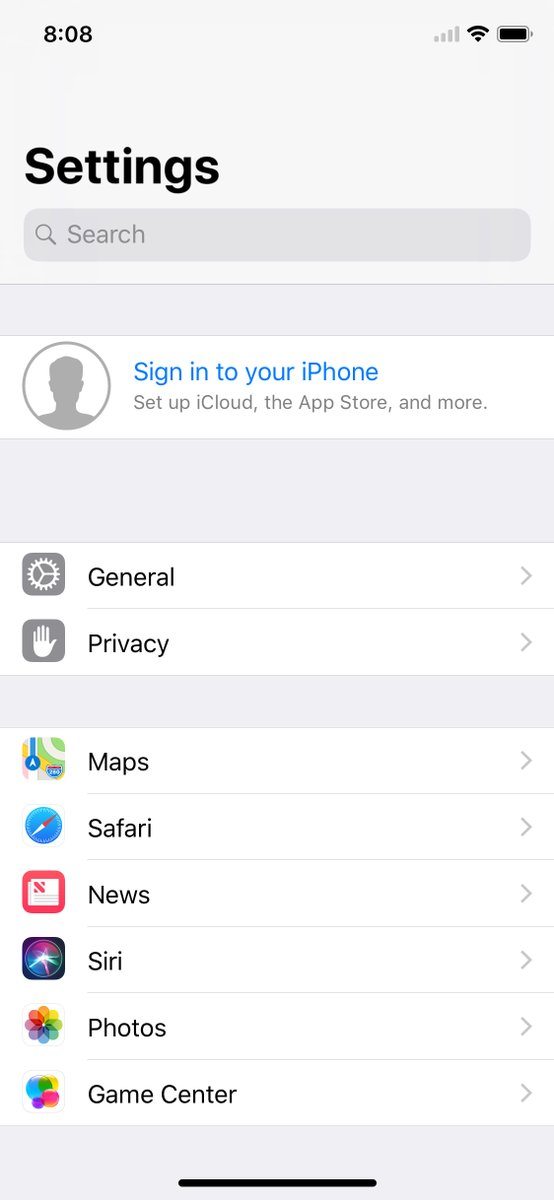 8:08
Settings
Search
Sign in to your iPhone
Set up iCloud, the App Store, and more.
General
Privacy
Maps
Safari
News
Siri
Photos
Game Center